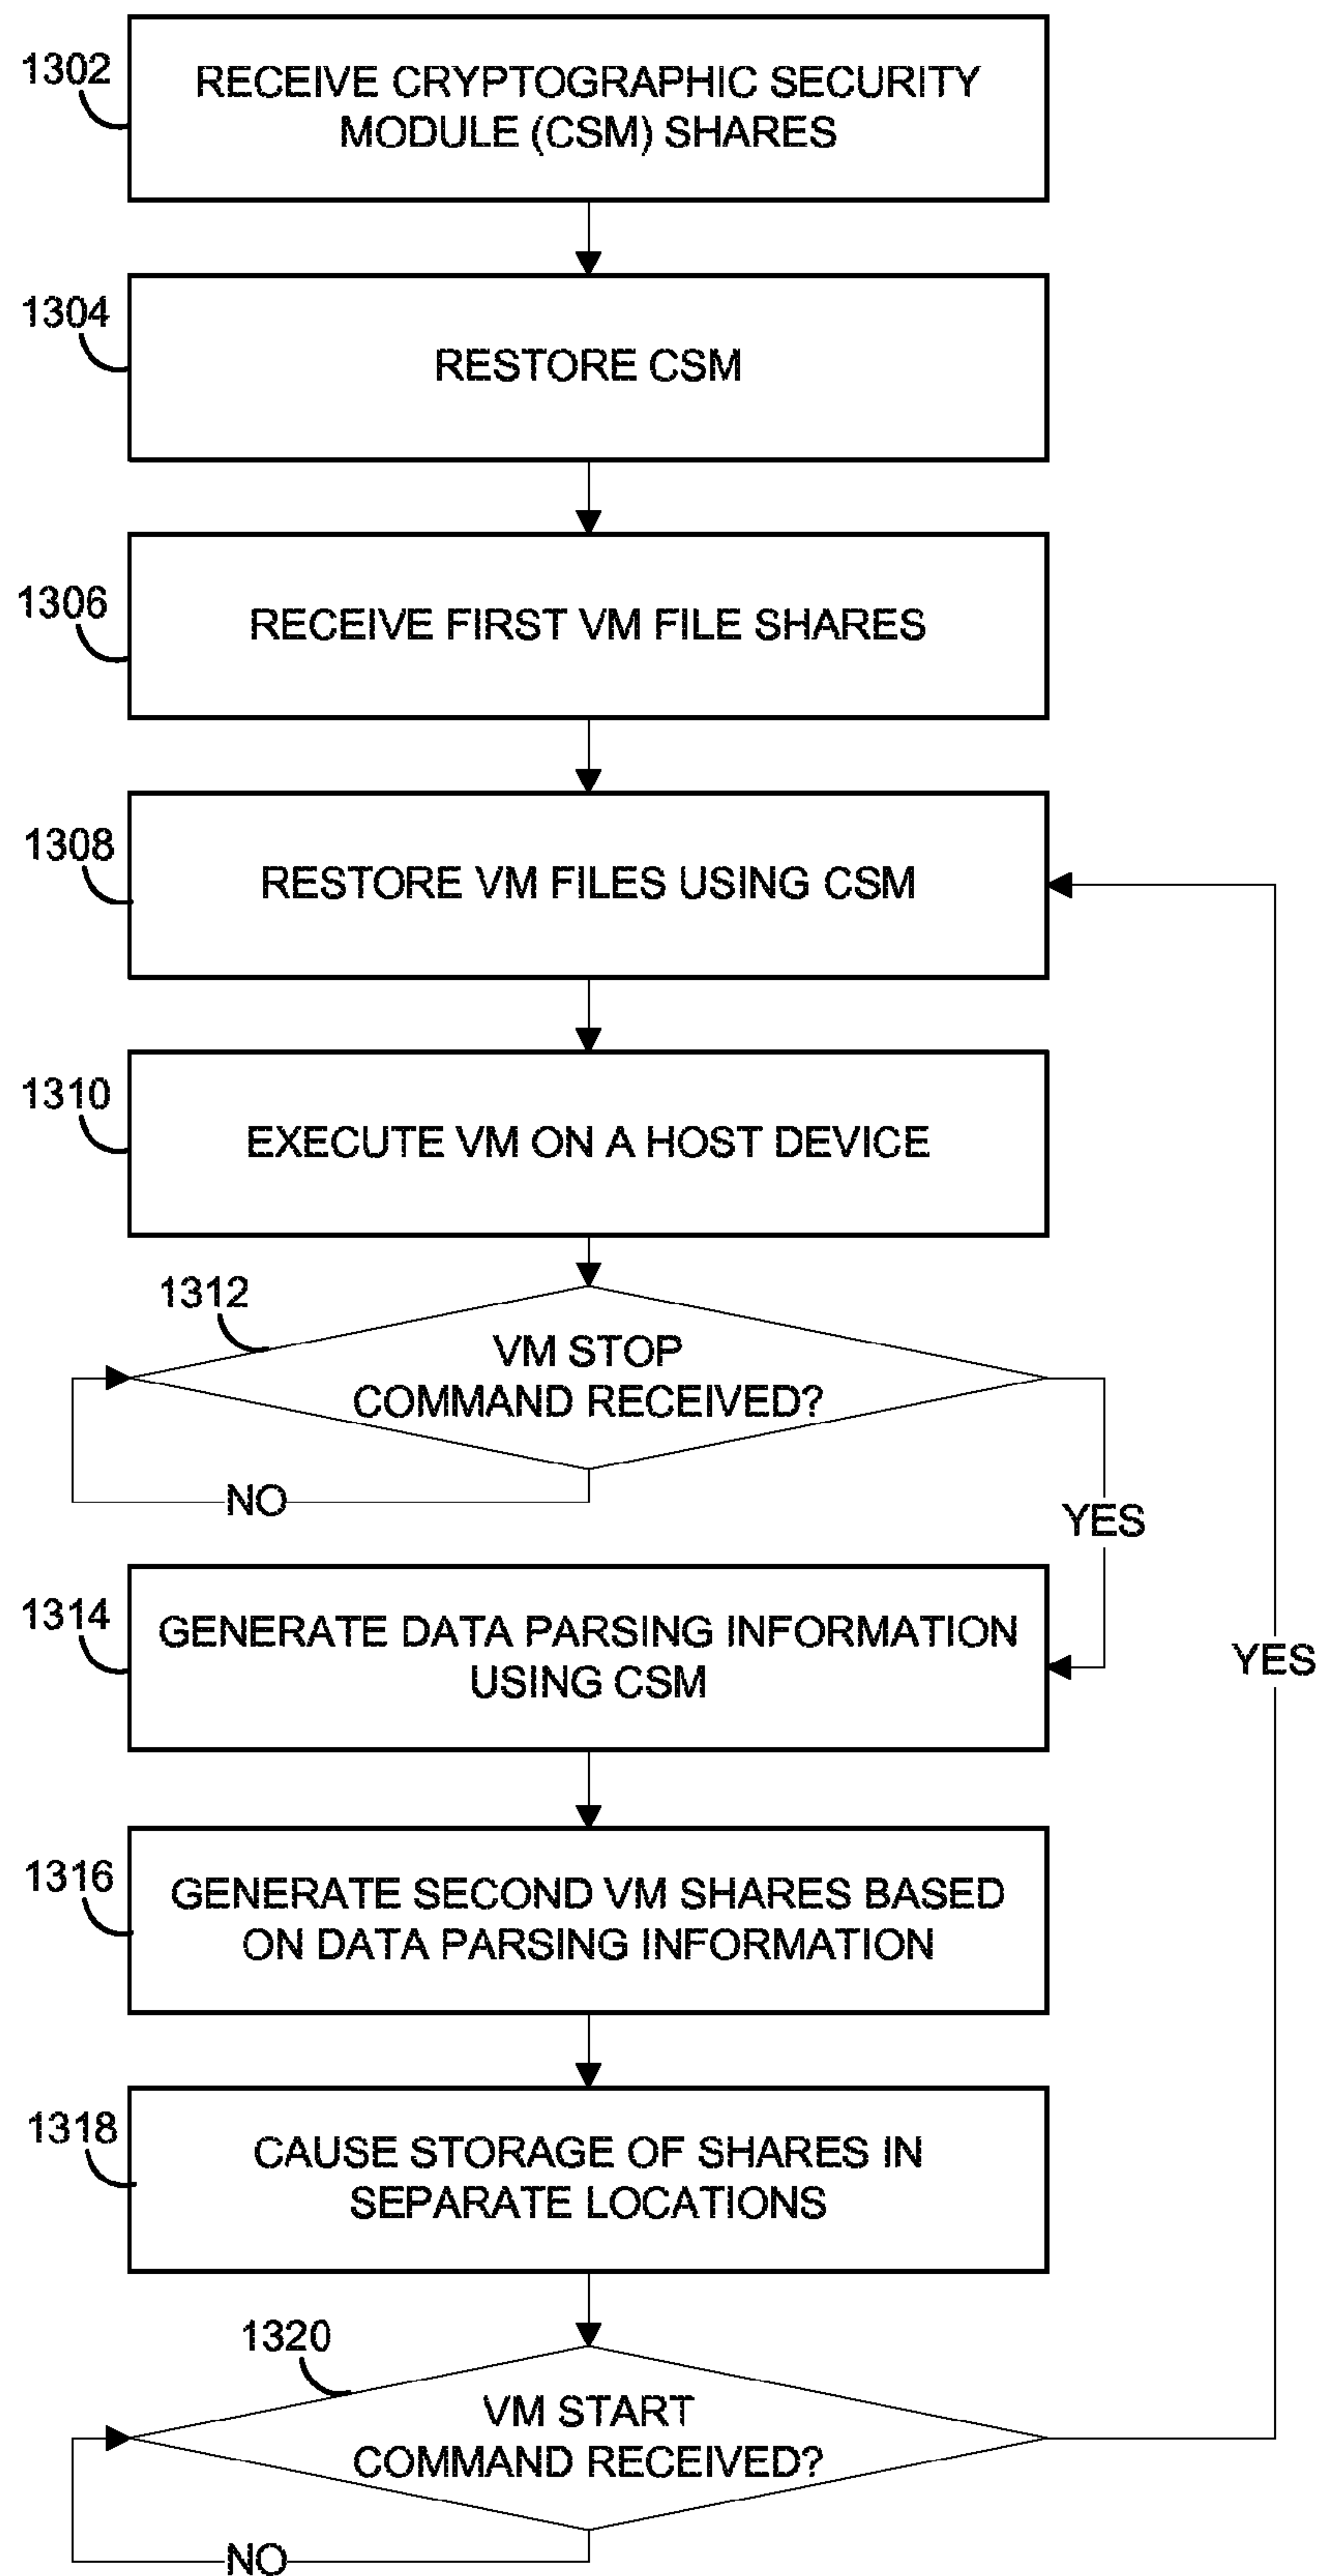 1302
RECEIVE CRYPTOGRAPHIC SECURITY
MODULE (CSM) SHARES
1304
RESTORE CSM
1306
RECEIVE FIRST VM FILE SHARES
1308
RESTORE VM FILES USING CSM
1310
EXECUTE VM ON A HOST DEVICE
1312
VM STOP
COMMAND RECEIVED?
NO
YES
1314
GENERATE DATA PARSING INFORMATION
USING CSM
YES
1316
GENERATE SECOND VM SHARES BASED
ON DATA PARSING INFORMATION
1318
CAUSE STORAGE OF SHARES IN
SEPARATE LOCATIONS
1320
VM START
COMMAND RECEIVED?
NO